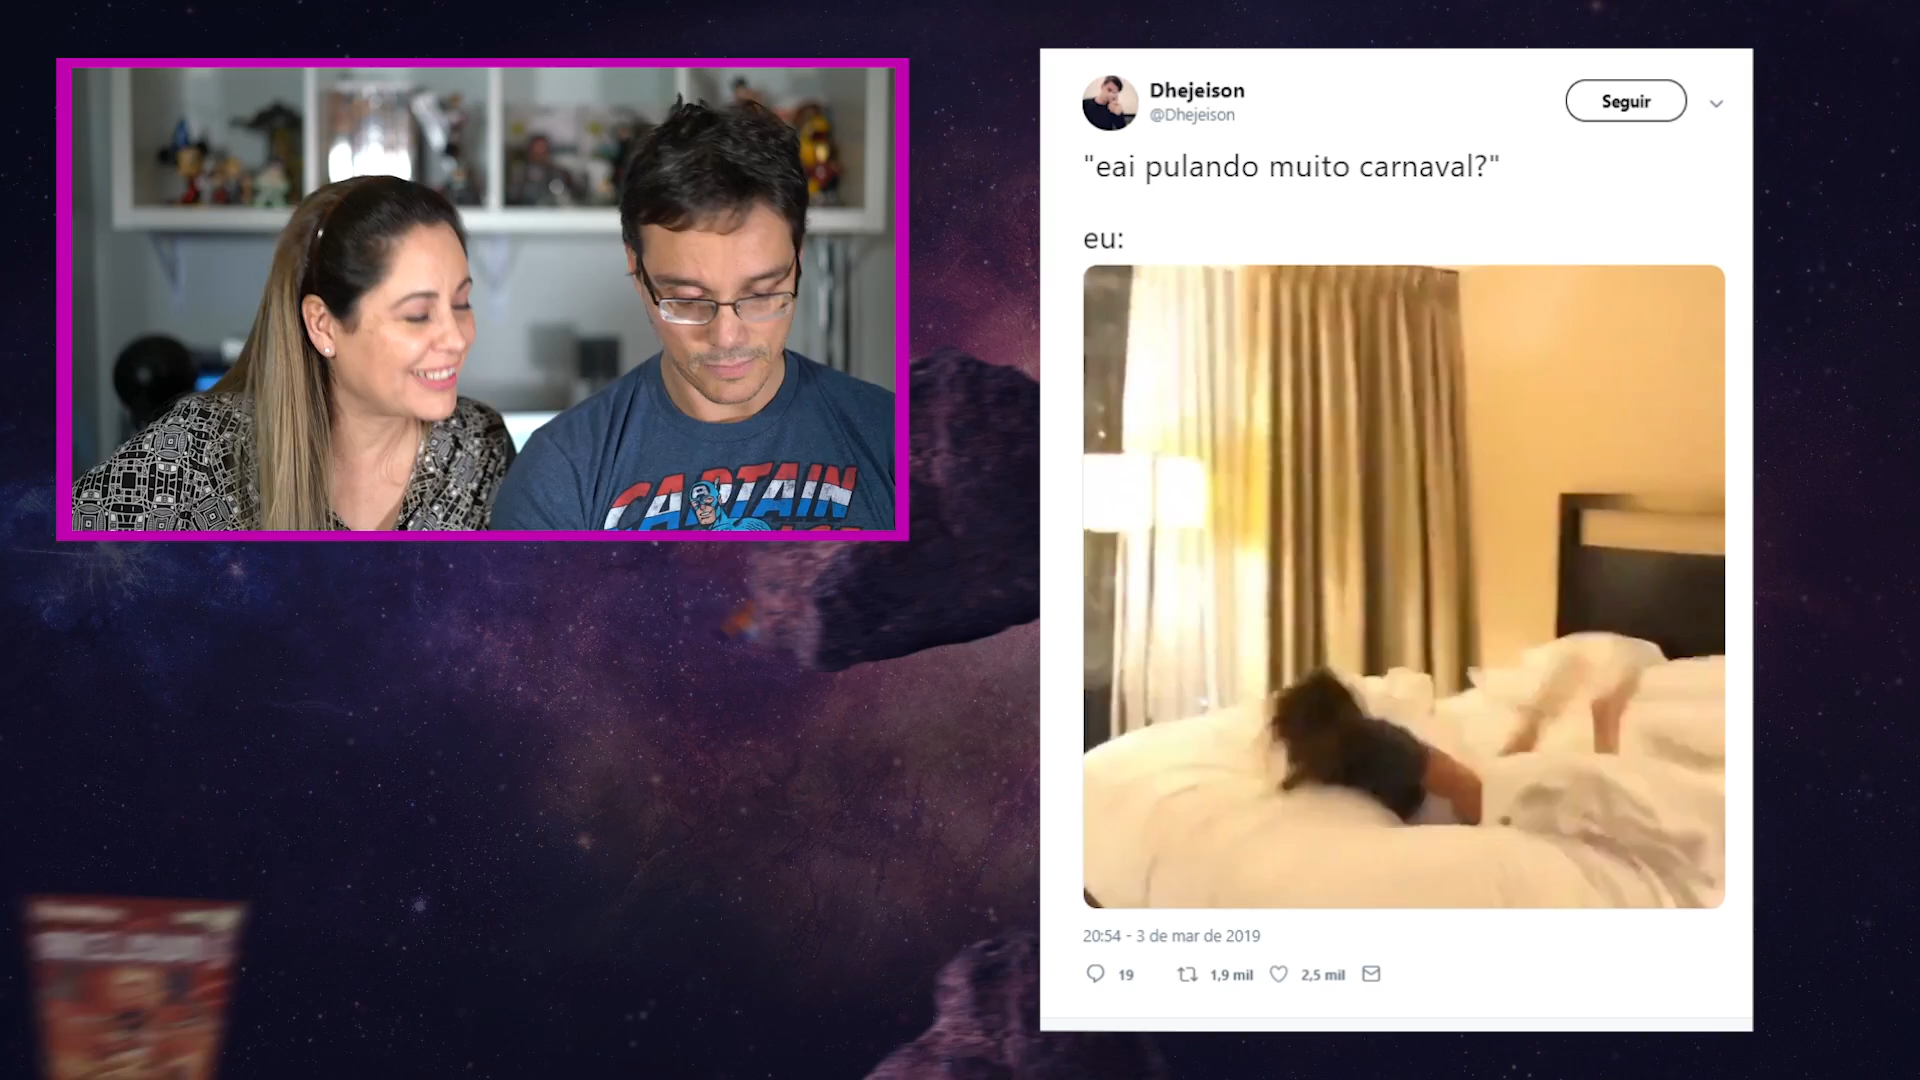 Dhejeison
@Dhejeison
Seguir
"eai pulando muito carnaval?"
eu:
CAPTAIN
20:54 - 3 de mar de 2019
19
1,9 mil
2,5 mil